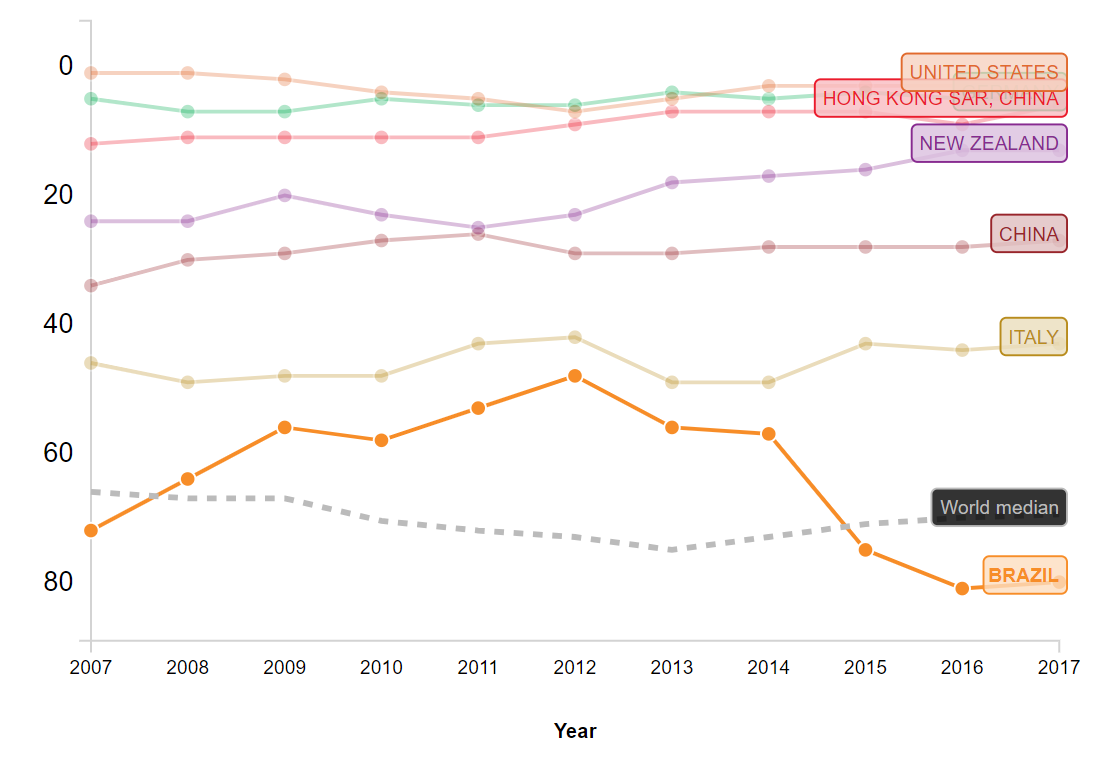 0
UNITED STATES
HONG KONG SAR, CHINA
NEW ZEALAND
20
CHINA
40
ITALY
60
World median
BRAZIL
80
2007 2008 2009 2010 2011 2012 2013 2014 2015 2016 2017
Year